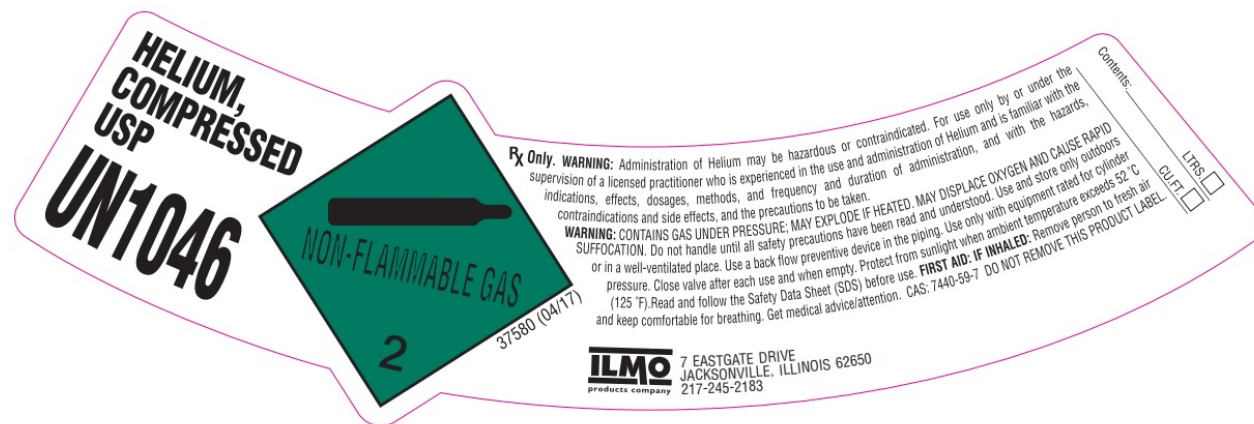 HELIUM,
COMPRESSED
USP
UN1046
NON-FLAMMABLE GAS
2
37580 (04/17)
Rx Only. WARNING: Administration of Helium may be hazardous or contraindicated. For use only by or under the
supervision of a licensed practitioner who is experienced in the use and administration of Helium and is familiar with the
indications, effects, dosages, methods, and frequency and duration of administration, and with the hazards,
contraindications and side effects, and the precautions to be taken.
WARNING: CONTAINS GAS UNDER PRESSURE; MAY EXPLODE IF HEATED. MAY DISPLACE OXYGEN AND CAUSE RAPID
SUFFOCATION. Do not handle until all safety precautions have been read and understood. Use and store only outdoors
or in a well-ventilated place. Use a back flow preventive device in the piping. Use only with equipment rated for cylinder
pressure. Close valve after each use and when empty. Protect from sunlight when ambient temperature exceeds 52 °C
(125 °F).Read and follow the Safety Data Sheet (SDS) before use. FIRST AID: IF INHALED: Remove person to fresh air
and keep comfortable for breathing. Get medical advice/attention. CAS: 7440-59-7 DO NOT REMOVE THIS PRODUCT LABEL.
Contents:
LTRS.
CU.FT.
ILMO
products company
7 EASTGATE DRIVE
JACKSONVILLE, ILLINOIS 62650
217-245-2183